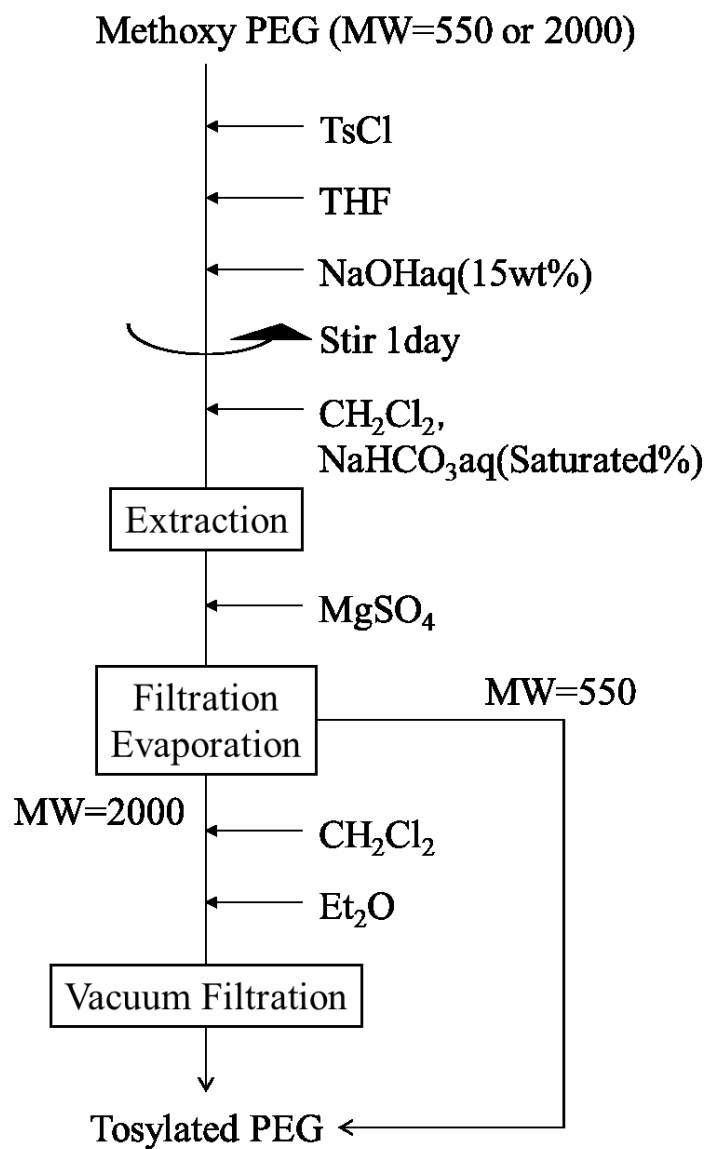 Methoxy PEG (MW=550 or 2000)
TsCl
THF
NaOHaq(15wt%)
Stir 1day
CH₂Cl₂,
NaHCO₃aq(Saturated%)
Extraction
MgSO₄
Filtration
Evaporation
MW=550
MW=2000
CH₂Cl₂
Et₂O
Vacuum Filtration
Tosylated PEG